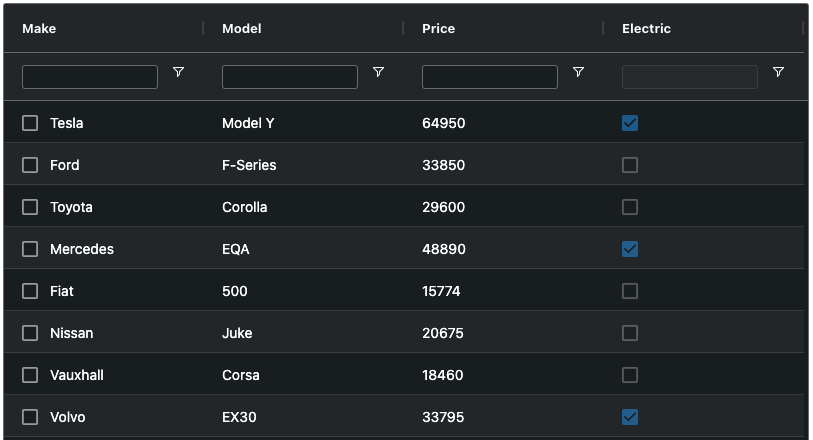 Make Model Price Electric
Tesla Model Y 64950
Ford F-Series 33850
Toyota Corolla 29600
Mercedes EQA 48890
Fiat 500 15774
Nissan Juke 20675
Vauxhall Corsa 18460
Volvo EX30 33795